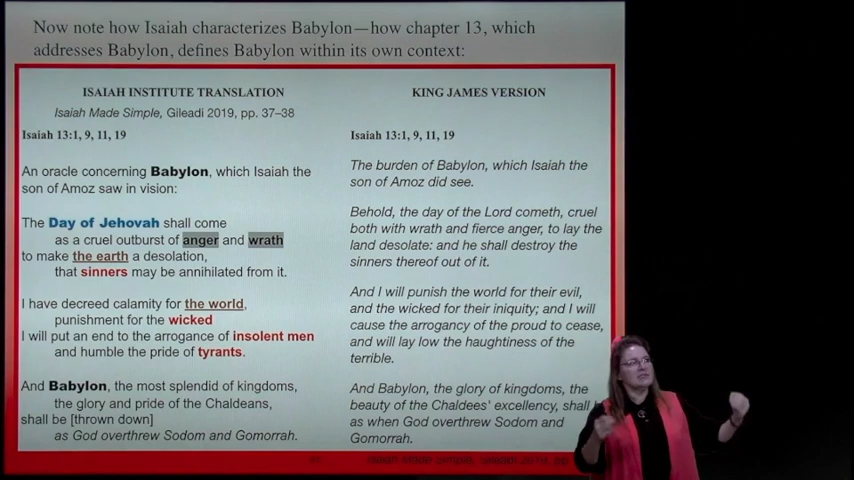 Now note how Isaiah characterizes Babylon—how chapter 13, which
addresses Babylon, defines Babylon within its own context:
ISAIAH INSTITUTE TRANSLATION
Isaiah Made Simple, Gileadi 2019, pp. 37–38
Isaiah 13:1, 9, 11, 19
An oracle concerning Babylon, which Isaiah the
son of Amoz saw in vision:
The Day of Jehovah shall come
as a cruel outburst of anger and wrath
to make the earth a desolation,
that sinners may be annihilated from it.
I have decreed calamity for the world,
punishment for the wicked
I will put an end to the arrogance of insolent men
and humble the pride of tyrants.
And Babylon, the most splendid of kingdoms,
the glory and pride of the Chaldeans,
shall be [thrown down]
as God overthrew Sodom and Gomorrah.
KING JAMES VERSION
Isaiah 13:1, 9, 11, 19
The burden of Babylon, which Isaiah the
son of Amoz did see.
Behold, the day of the Lord cometh, cruel
both with wrath and fierce anger, to lay the
land desolate: and he shall destroy the
sinners thereof out of it.
And I will punish the world for their evil,
and the wicked for their iniquity; and I will
cause the arrogancy of the proud to cease,
and will lay low the haughtiness of the
terrible.
And Babylon, the glory of kingdoms, the
beauty of the Chaldees' excellency, shall
as when God overthrew Sodom and
Gomorrah.
Isaiah Made Simple, Gileadi 2019, pp